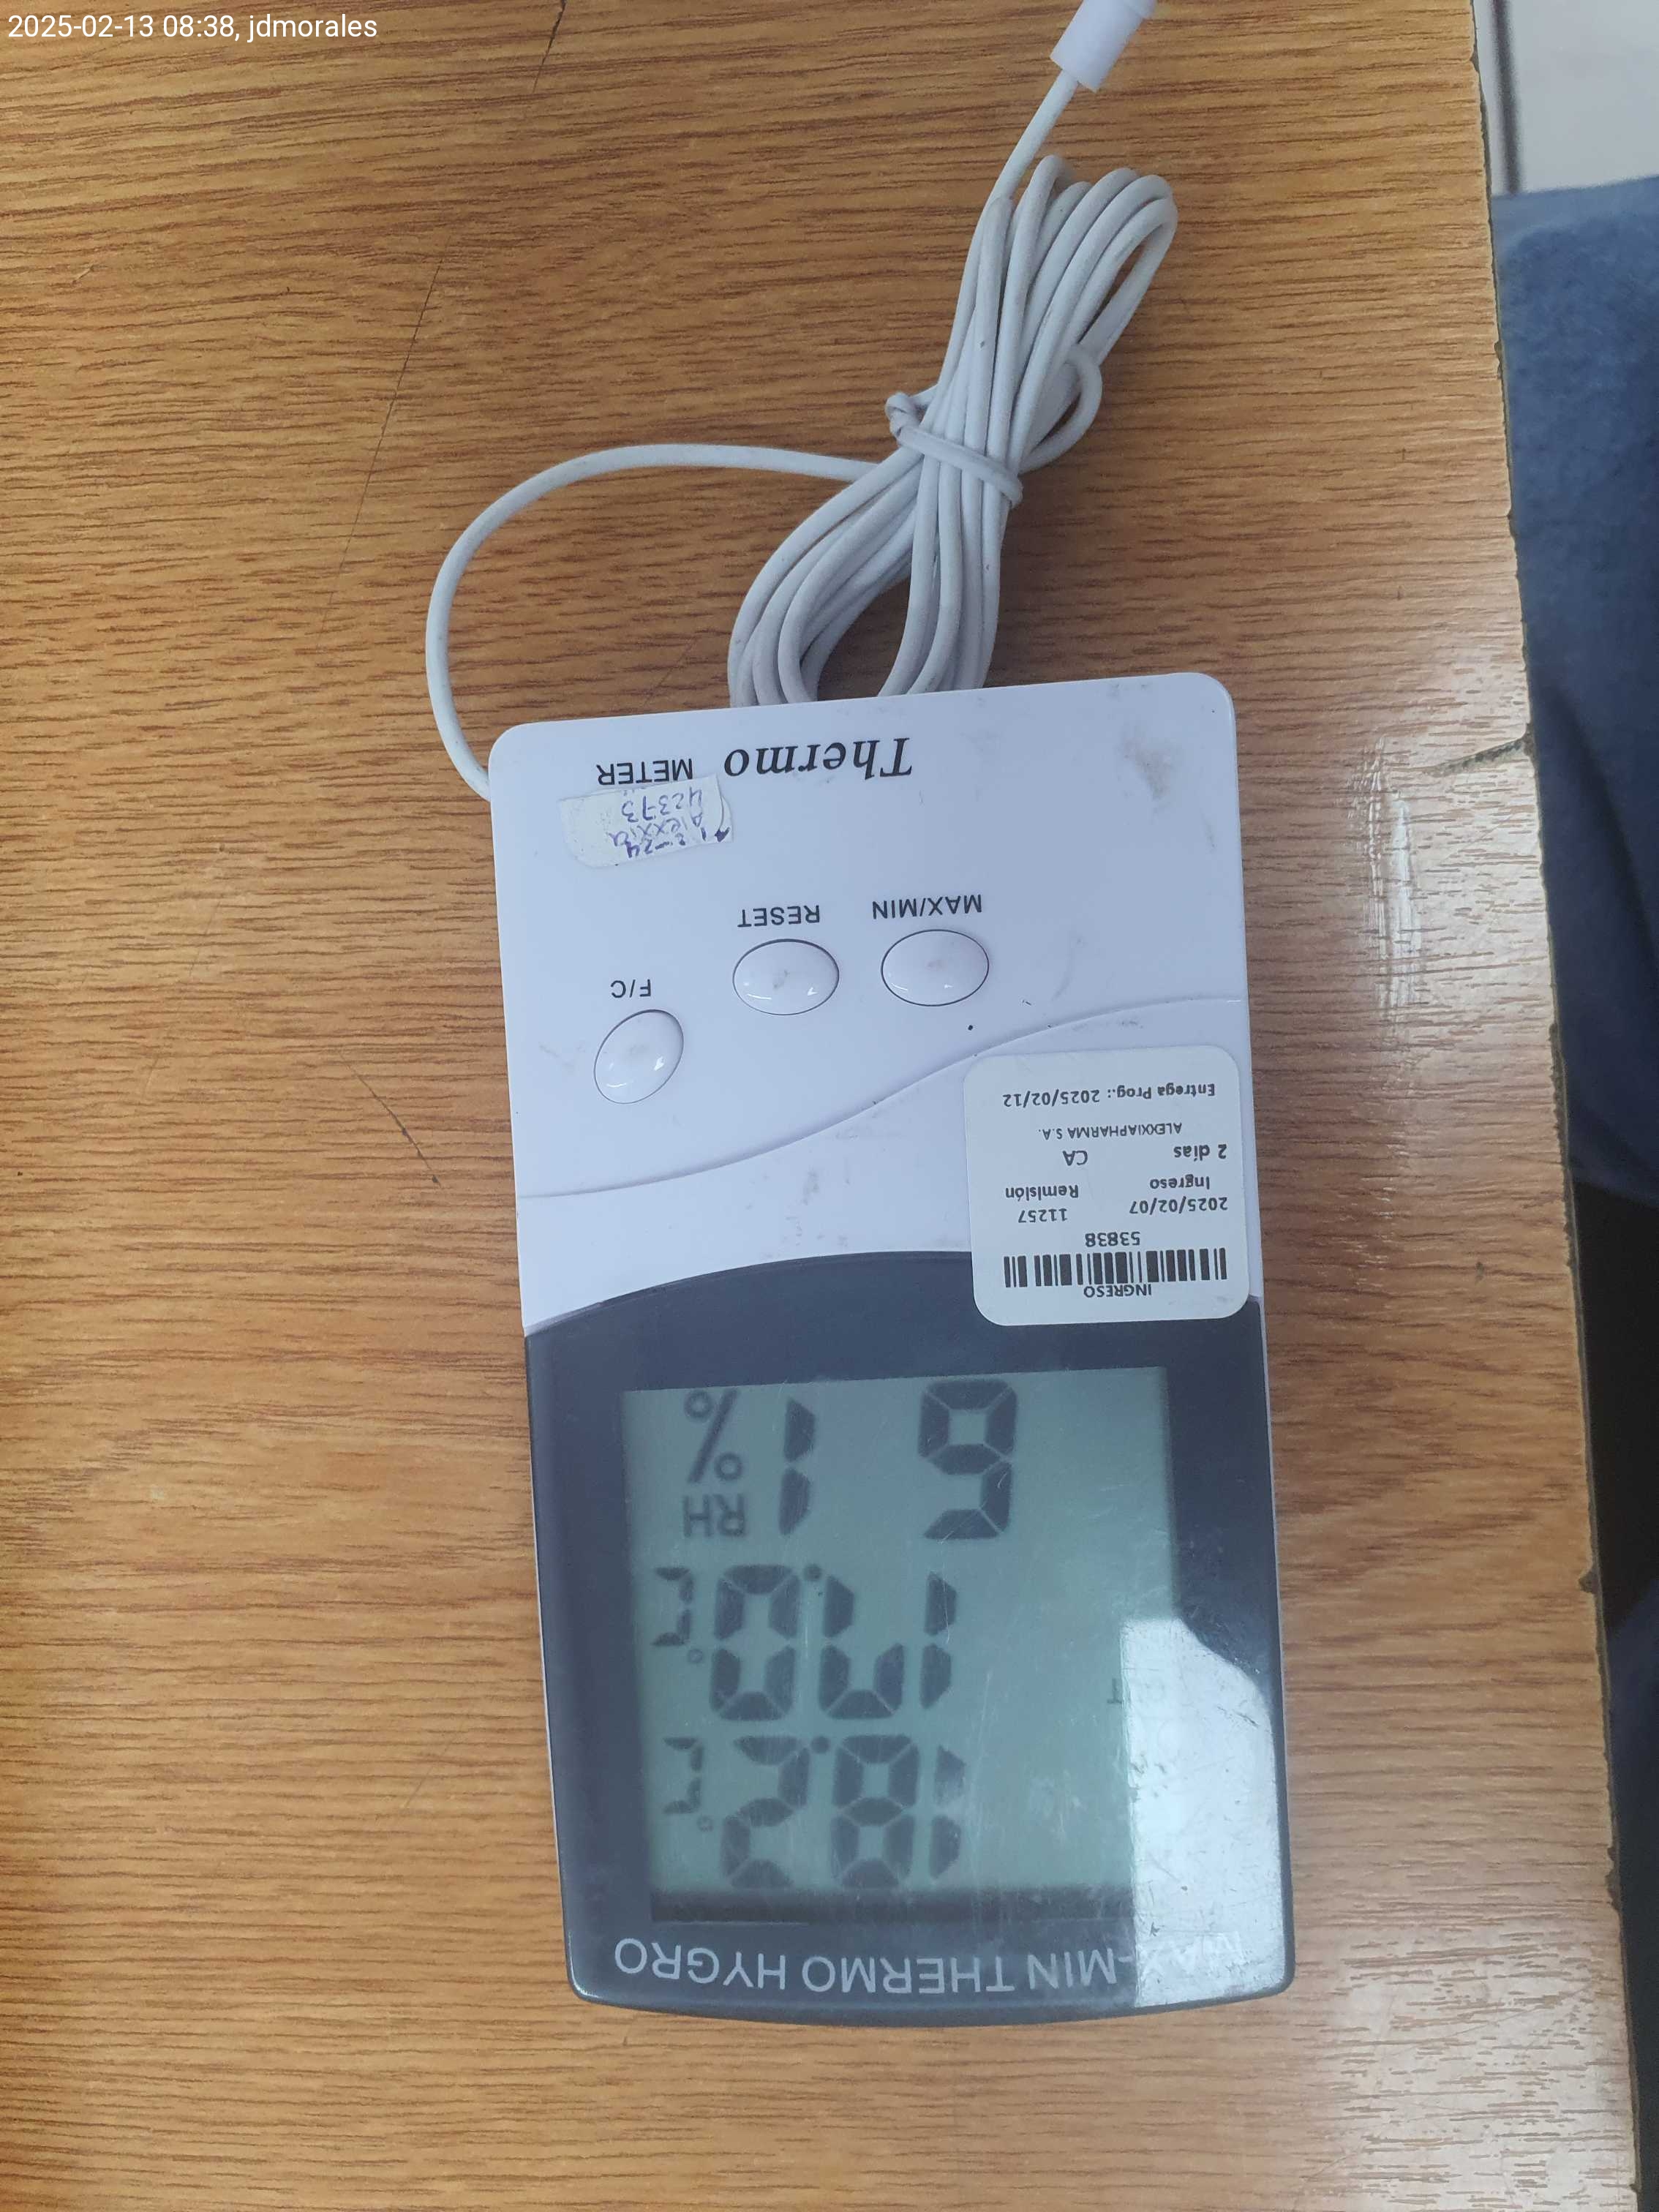 2025-02-13 08:38, jdmorales
MAX-MIN THERMO HYGRO
18.2 °C
14.0 °C
61 RH %
INGRESO
53838
2025/02/07 11257
Ingreso Remisión
2 días CA
ALEXXIAPHARMA S.A.
Entrega Prog.: 2025/02/12
F/C
MAX/MIN RESET
Alexxia
42373
Thermo METER